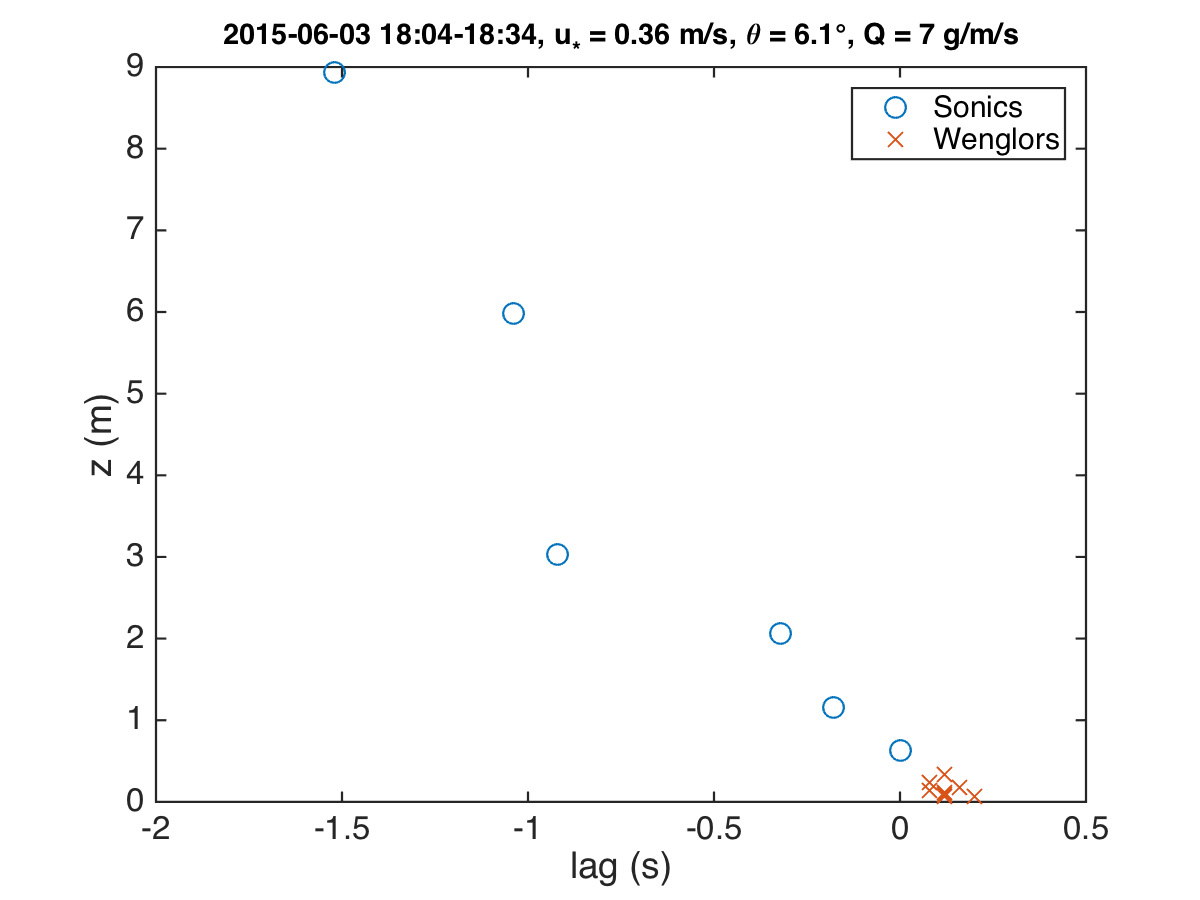 2015-06-03 18:04-18:34, u* = 0.36 m/s, θ = 6.1°, Q = 7 g/m/s
Sonics
Wenglors
9
8
7
6
5
4
3
2
1
0
z (m)
-2 -1.5 -1 -0.5 0 0.5
lag (s)